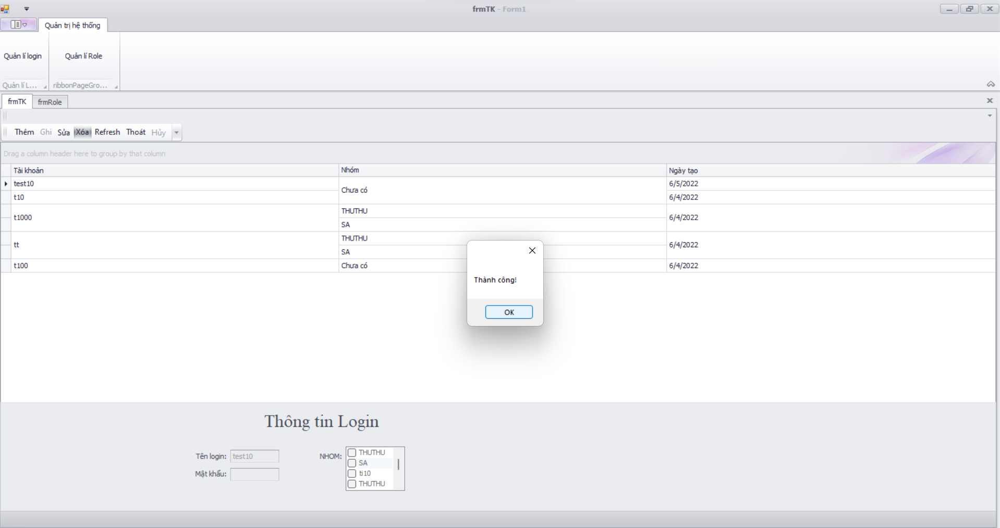 frmTK - Form1
Quản trị hệ thống
Quản lí login
Quản lí Role
Quản lí L...
ribbonPageGro...
frmTK
frmRole
Thêm Ghi Sửa Xóa Refresh Thoát Hủy
Drag a column header here to group by that column
Tài khoản Nhóm Ngày tạo
test10 Chưa có 6/5/2022
t10 6/4/2022
t1000 THUTHU 6/4/2022
SA
tt THUTHU 6/4/2022
SA
t100 Chưa có 6/4/2022
Thành công!
OK
Thông tin Login
Tên login: test10
Mật khẩu:
NHOM:
THUTHU
SA
ti10
THUTHU